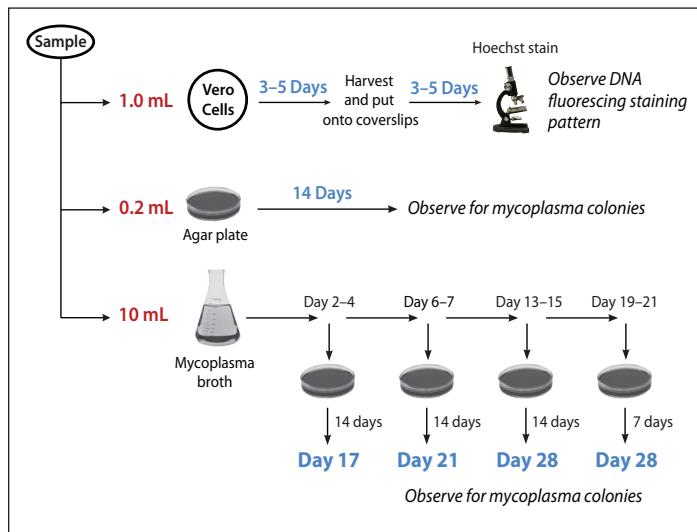 Sample
1.0 mL
Vero
Cells
3–5 Days
Harvest
and put
onto coverslips
3–5 Days
Hoechst stain
Observe DNA
fluorescing staining
pattern
0.2 mL
Agar plate
14 Days
Observe for mycoplasma colonies
10 mL
Mycoplasma
broth
Day 2–4
Day 6–7
Day 13–15
Day 19–21
14 days
14 days
14 days
7 days
Day 17
Day 21
Day 28
Day 28
Observe for mycoplasma colonies